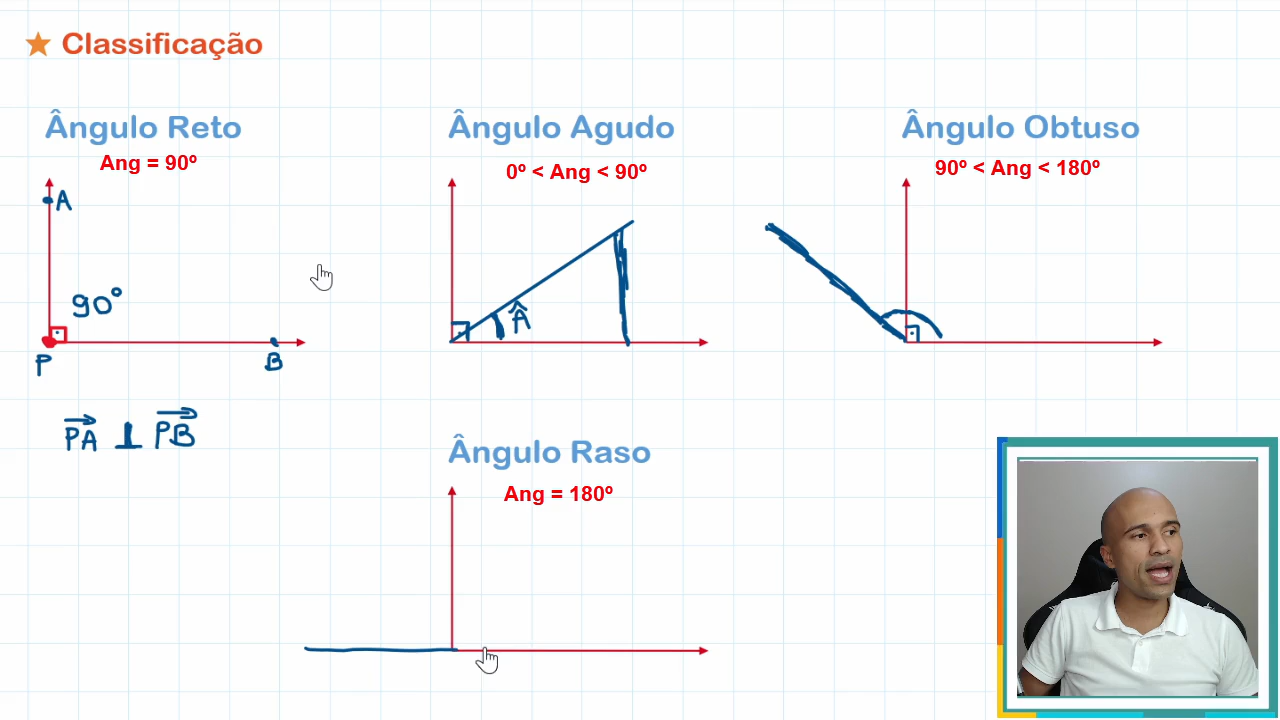 Classificação
Ângulo Reto
Ang = 90º
A
90°
P
B
PA ⊥ PB
Ângulo Agudo
0º < Ang < 90º
Â
Ângulo Obtuso
90º < Ang < 180º
Ângulo Raso
Ang = 180º